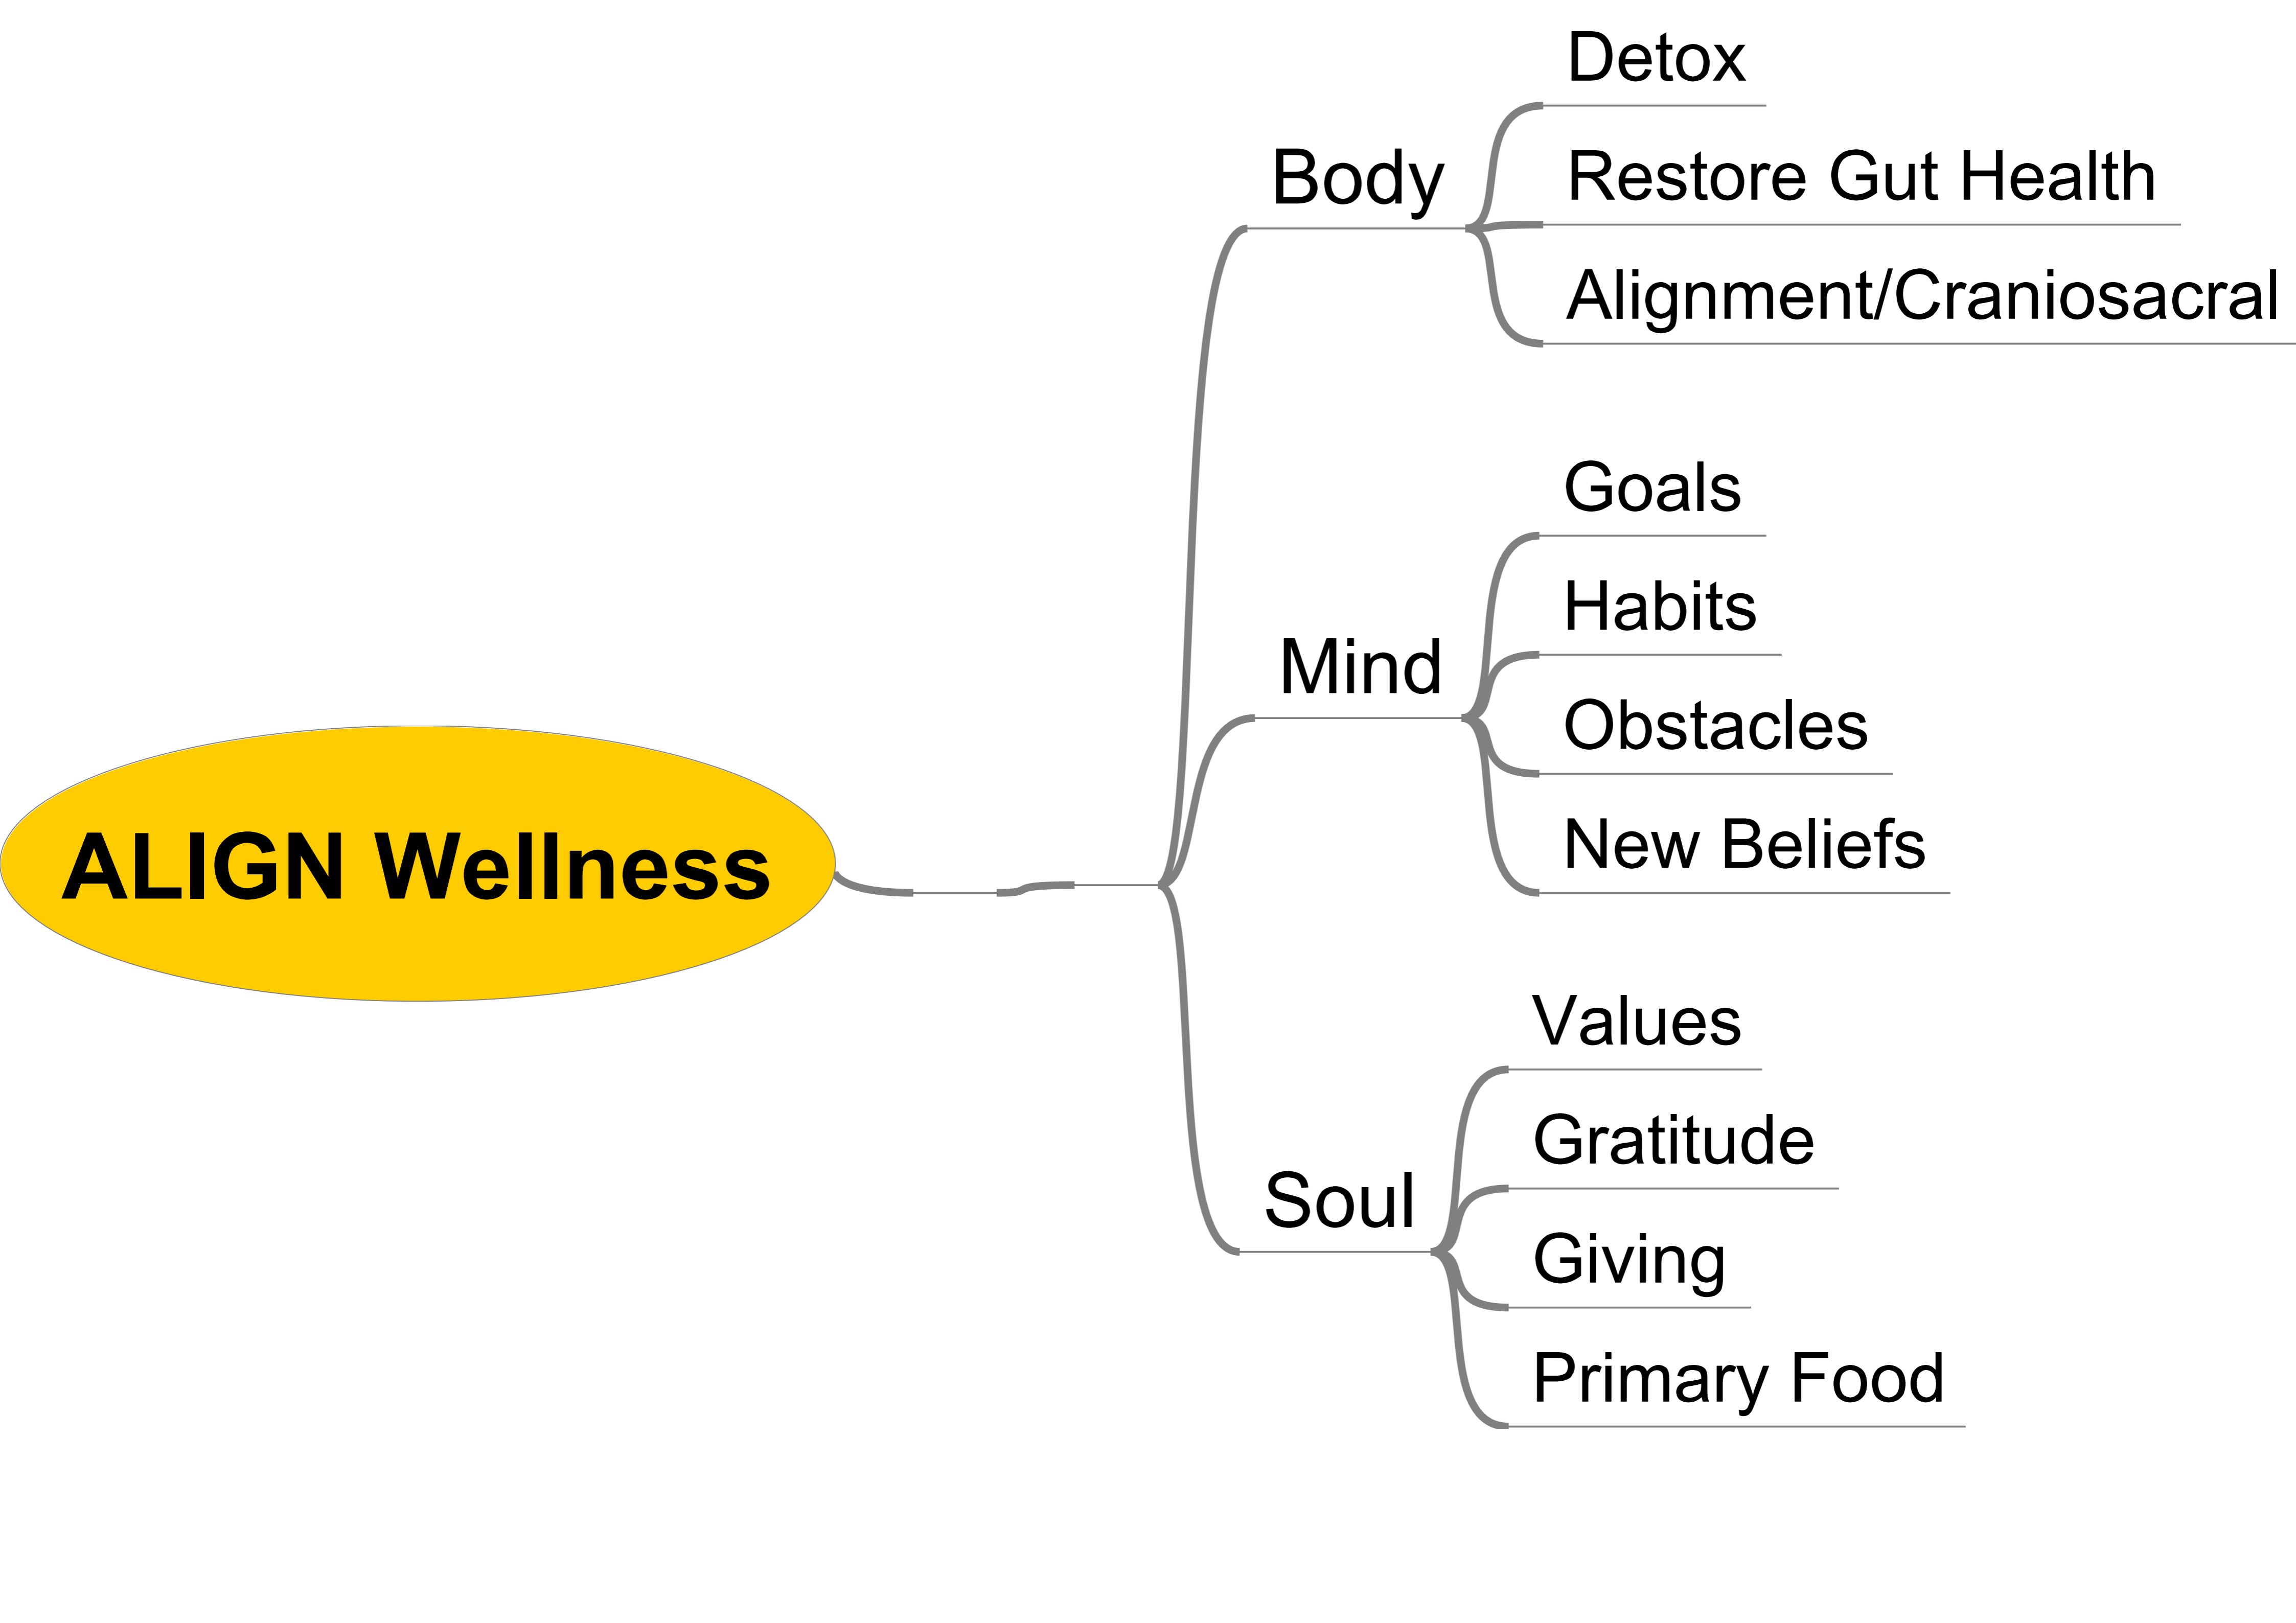 ALIGN Wellness
Body
Detox
Restore Gut Health
Alignment/Craniosacral
Mind
Goals
Habits
Obstacles
New Beliefs
Soul
Values
Gratitude
Giving
Primary Food